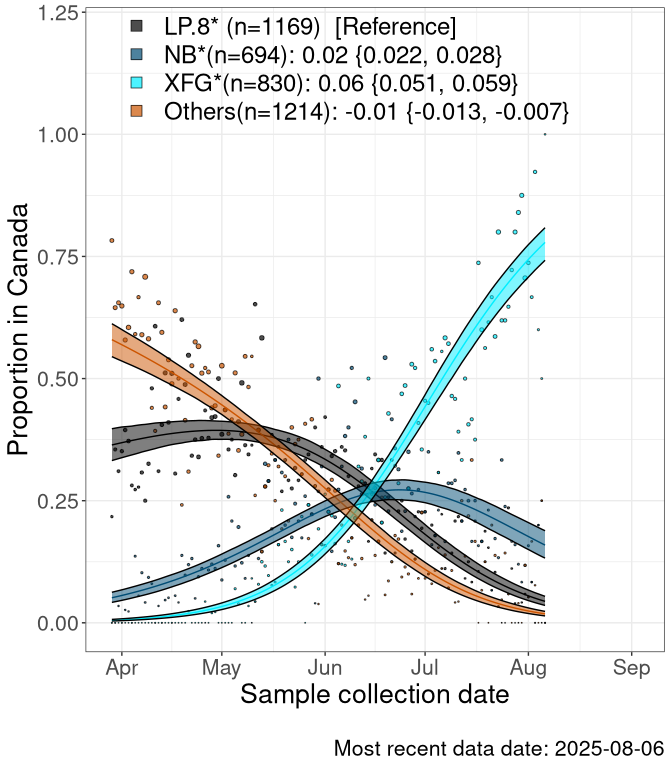 LP.8* (n=1169) [Reference]
NB*(n=694): 0.02 {0.022, 0.028}
XFG*(n=830): 0.06 {0.051, 0.059}
Others(n=1214): -0.01 {-0.013, -0.007}
1.25
1.00
0.75
0.50
0.25
0.00
Proportion in Canada
Apr May Jun Jul Aug Sep
Sample collection date
Most recent data date: 2025-08-06